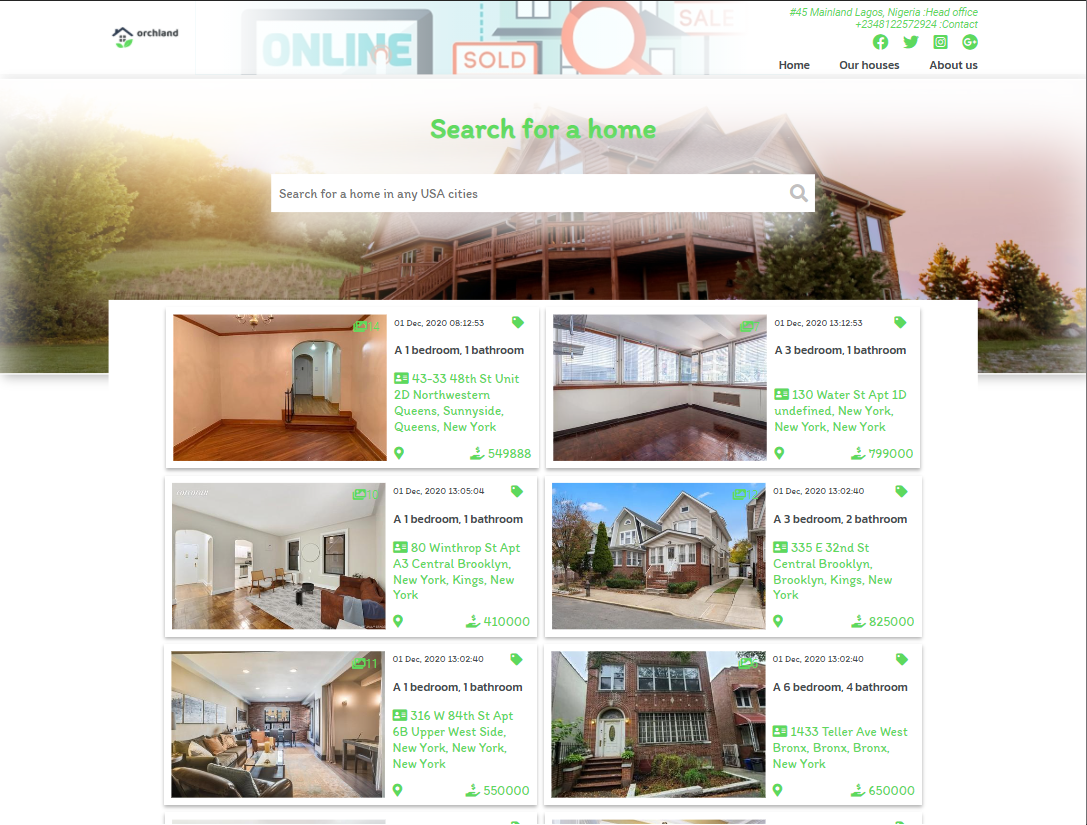 orchland
ONLINE
SOLD
SALE
#45 Mainland Lagos, Nigeria :Head office
+2348122572924 :Contact
Home Our houses About us
Search for a home
Search for a home in any USA cities
14
01 Dec, 2020 08:12:53
A 1 bedroom, 1 bathroom
43-33 48th St Unit
2D Northwestern
Queens, Sunnyside,
Queens, New York
549888
01 Dec, 2020 13:12:53
A 3 bedroom, 1 bathroom
130 Water St Apt 1D
undefined, New York,
New York, New York
799000
01 Dec, 2020 13:05:04
A 1 bedroom, 1 bathroom
80 Winthrop St Apt
A3 Central Brooklyn,
New York, Kings, New
York
410000
01 Dec, 2020 13:02:40
A 3 bedroom, 2 bathroom
335 E 32nd St
Central Brooklyn,
Brooklyn, Kings, New
York
825000
11
01 Dec, 2020 13:02:40
A 1 bedroom, 1 bathroom
316 W 84th St Apt
6B Upper West Side,
New York, New York,
New York
550000
01 Dec, 2020 13:02:40
A 6 bedroom, 4 bathroom
1433 Teller Ave West
Bronx, Bronx, Bronx,
New York
650000